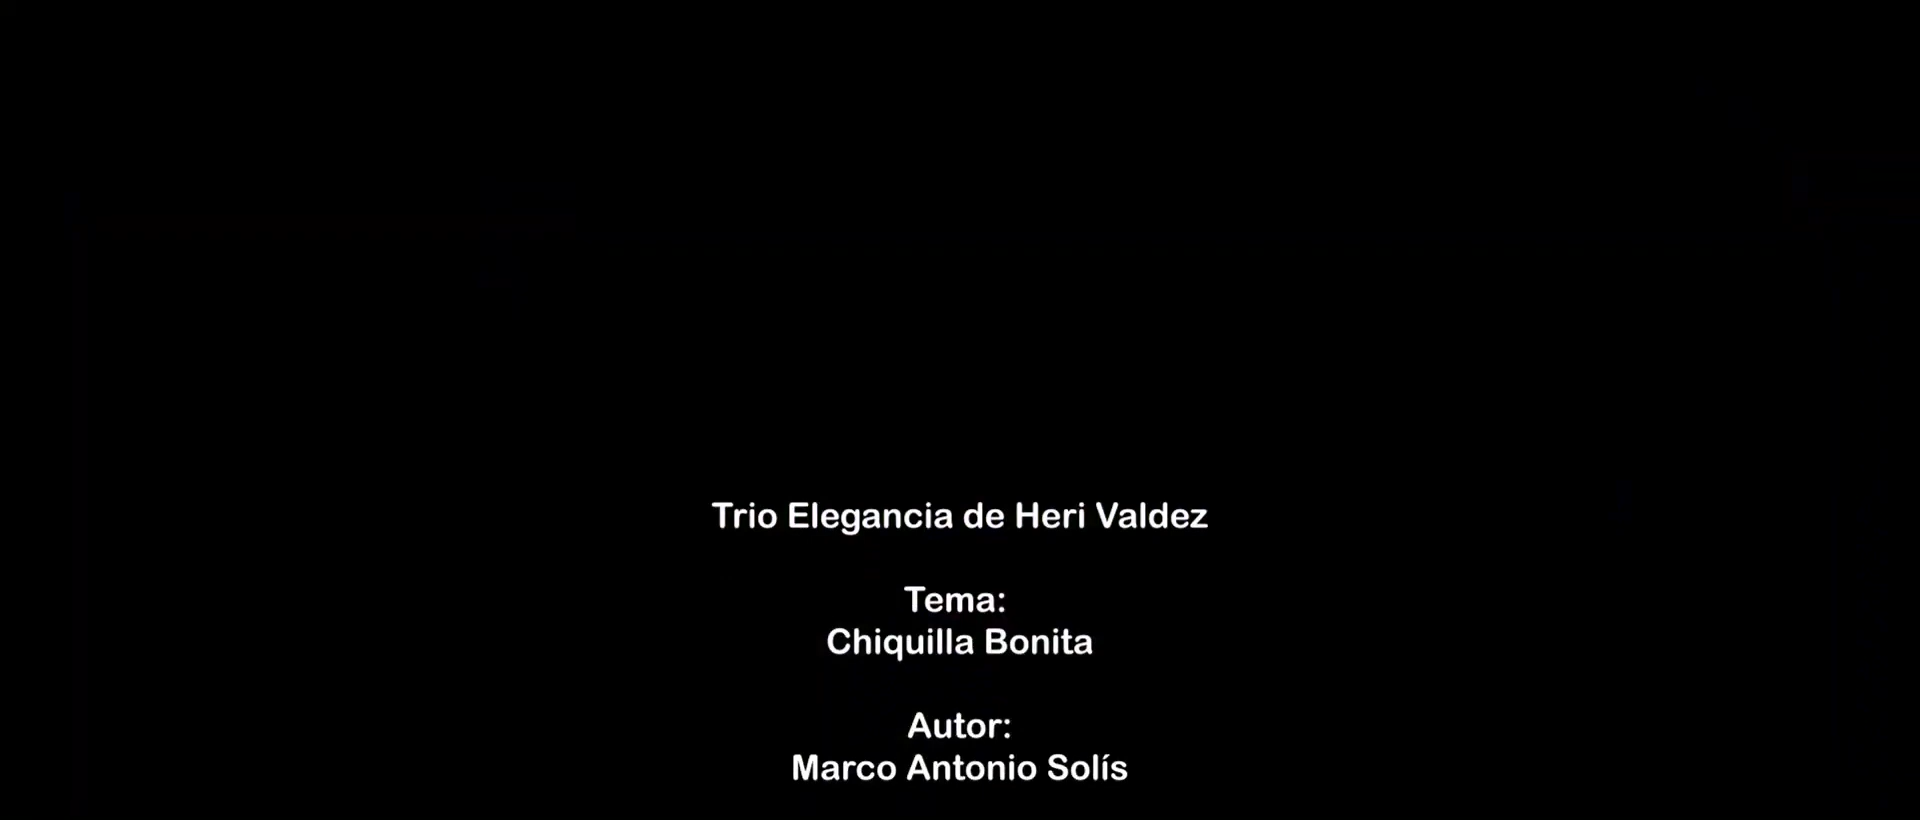 Trio Elegancia de Heri Valdez
Tema:
Chiquilla Bonita
Autor:
Marco Antonio Solís